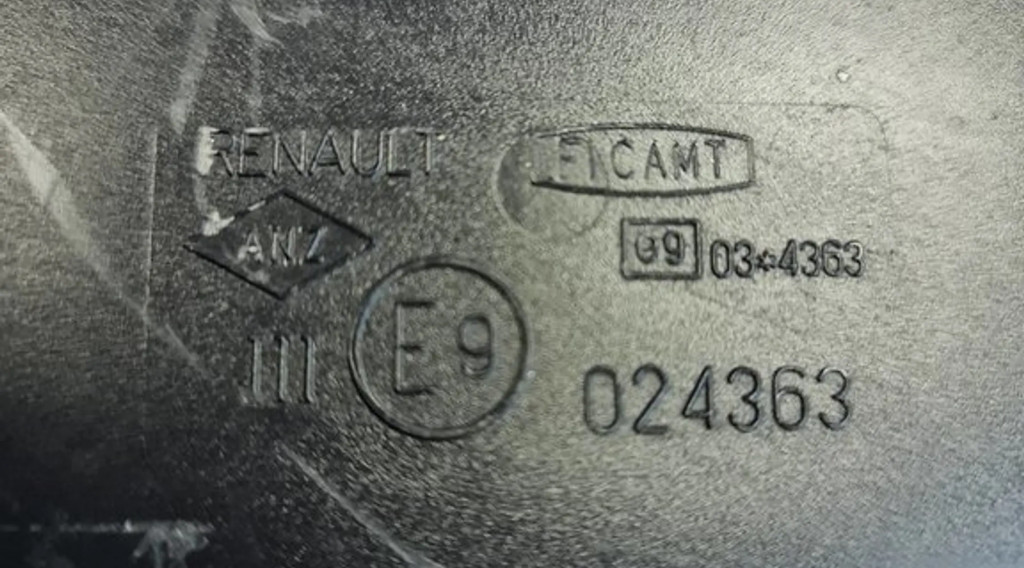 RENAULT
FICAMT
ANZ
e9 03*4363
III E9
024363